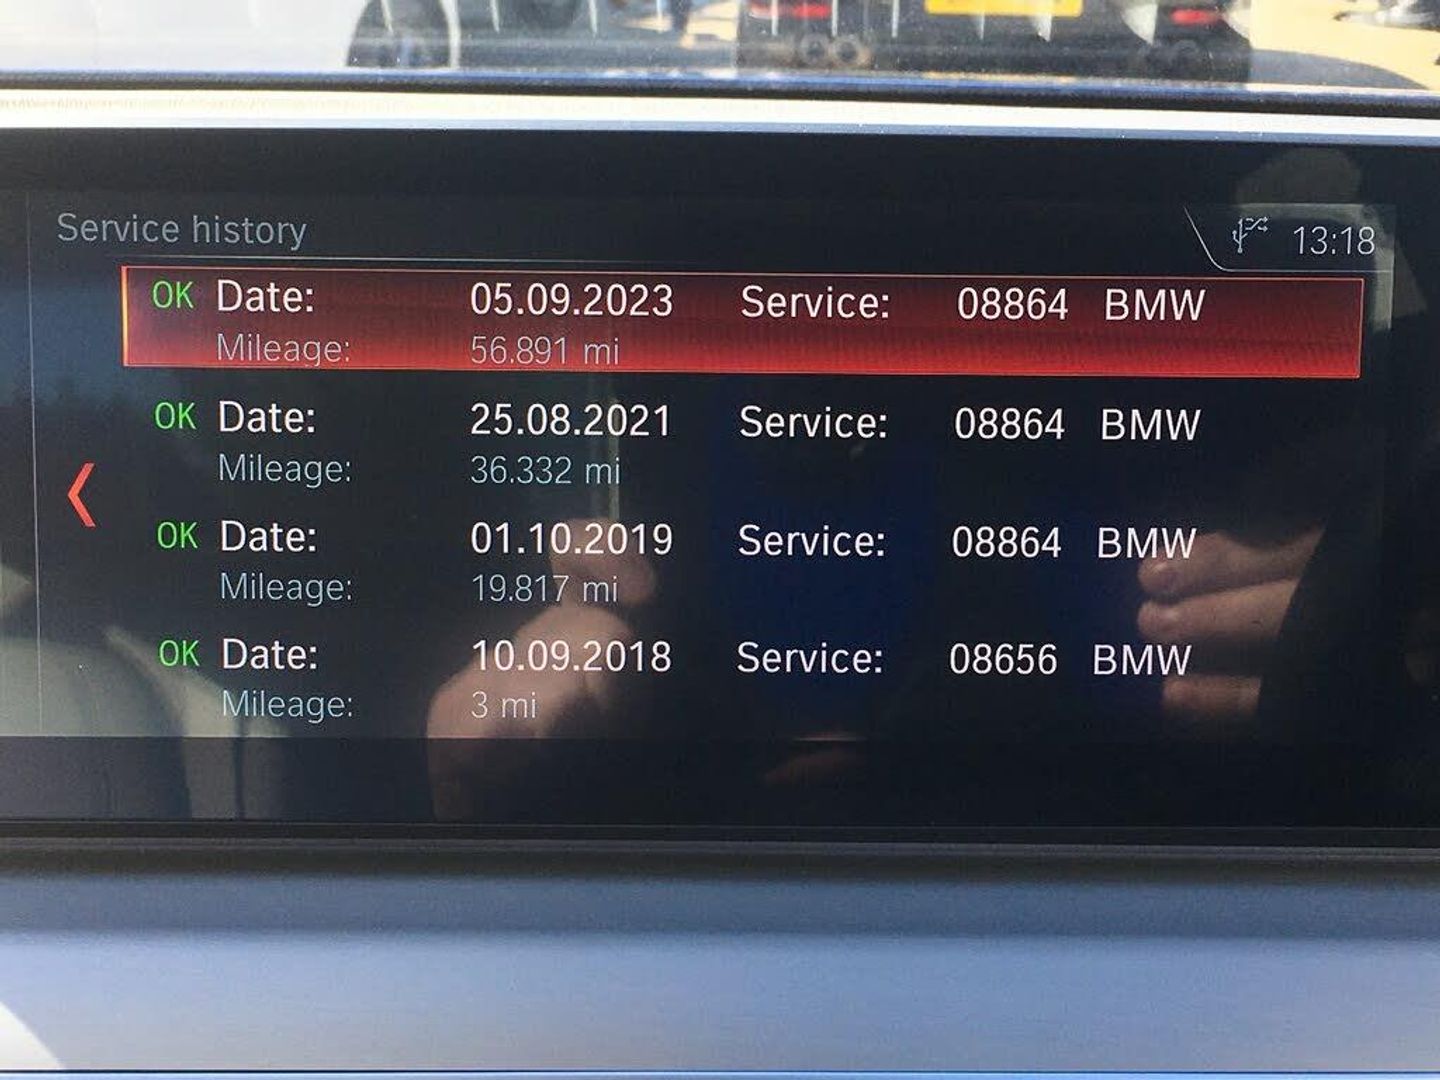 Service history
13:18
OK Date: 05.09.2023 Service: 08864 BMW
Mileage: 56.891 mi
OK Date: 25.08.2021 Service: 08864 BMW
Mileage: 36.332 mi
OK Date: 01.10.2019 Service: 08864 BMW
Mileage: 19.817 mi
OK Date: 10.09.2018 Service: 08656 BMW
Mileage: 3 mi